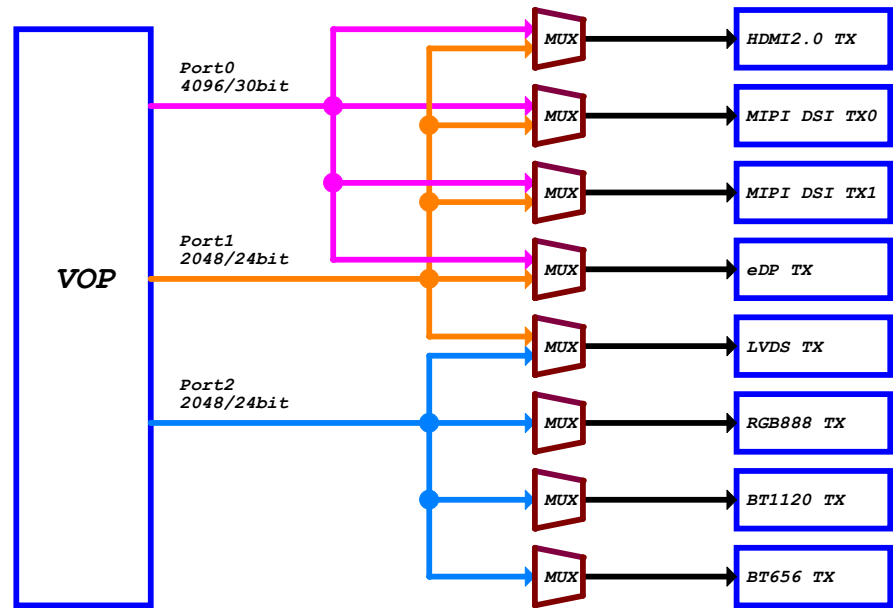 VOP
Port0
4096/30bit
Port1
2048/24bit
Port2
2048/24bit
MUX
HDMI2.0 TX
MUX
MIPI DSI TX0
MUX
MIPI DSI TX1
MUX
eDP TX
MUX
LVDS TX
MUX
RGB888 TX
MUX
BT1120 TX
MUX
BT656 TX